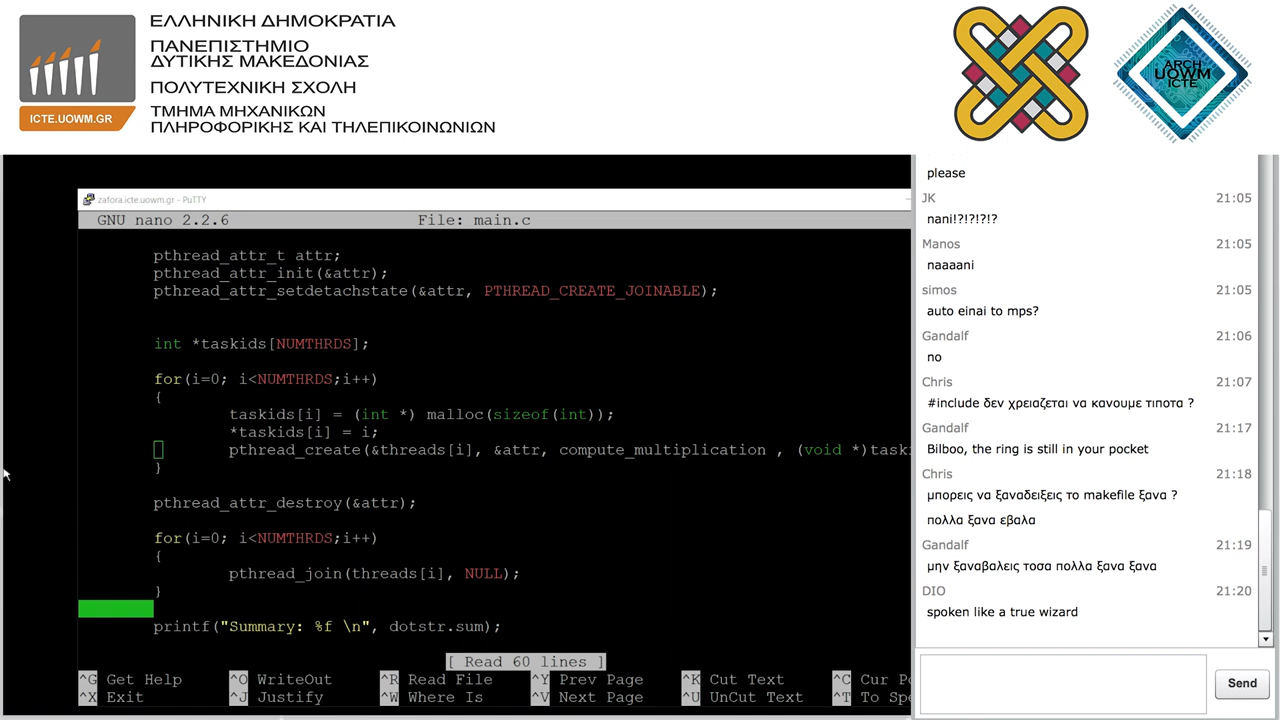 ΕΛΛΗΝΙΚΗ ΔΗΜΟΚΡΑΤΙΑ
ΠΑΝΕΠΙΣΤΗΜΙΟ
ΔΥΤΙΚΗΣ ΜΑΚΕΔΟΝΙΑΣ
ΠΟΛΥΤΕΧΝΙΚΗ ΣΧΟΛΗ
ΤΜΗΜΑ ΜΗΧΑΝΙΚΩΝ
ΠΛΗΡΟΦΟΡΙΚΗΣ ΚΑΙ ΤΗΛΕΠΙΚΟΙΝΩΝΙΩΝ
ICTE.UOWM.GR
ARCH
UOWM
ICTE
zafora.icte.uowm.gr - PuTTY
GNU nano 2.2.6 File: main.c
pthread_attr_t attr;
pthread_attr_init(&attr);
pthread_attr_setdetachstate(&attr, PTHREAD_CREATE_JOINABLE);
int *taskids[NUMTHRDS];
for(i=0; i<NUMTHRDS;i++)
{
taskids[i] = (int *) malloc(sizeof(int));
*taskids[i] = i;
pthread_create(&threads[i], &attr, compute_multiplication , (void *)taski
}
pthread_attr_destroy(&attr);
for(i=0; i<NUMTHRDS;i++)
{
pthread_join(threads[i], NULL);
}
printf("Summary: %f \n", dotstr.sum);
[ Read 60 lines ]
^G Get Help ^O WriteOut ^R Read File ^Y Prev Page ^K Cut Text ^C Cur Po
^X Exit ^J Justify ^W Where Is ^V Next Page ^U UnCut Text ^T To Spe
please
JK 21:05
nani!?!?!?!?
Manos 21:05
naaaani
simos 21:05
auto einai to mps?
Gandalf 21:06
no
Chris 21:07
#include δεν χρειαζεται να κανουμε τιποτα ?
Gandalf 21:17
Bilboo, the ring is still in your pocket
Chris 21:18
μπορεις να ξαναδειξεις το makefile ξανα ?
πολλα ξανα εβαλα
Gandalf 21:19
μην ξαναβαλεις τοσα πολλα ξανα ξανα
DIO 21:20
spoken like a true wizard
Send